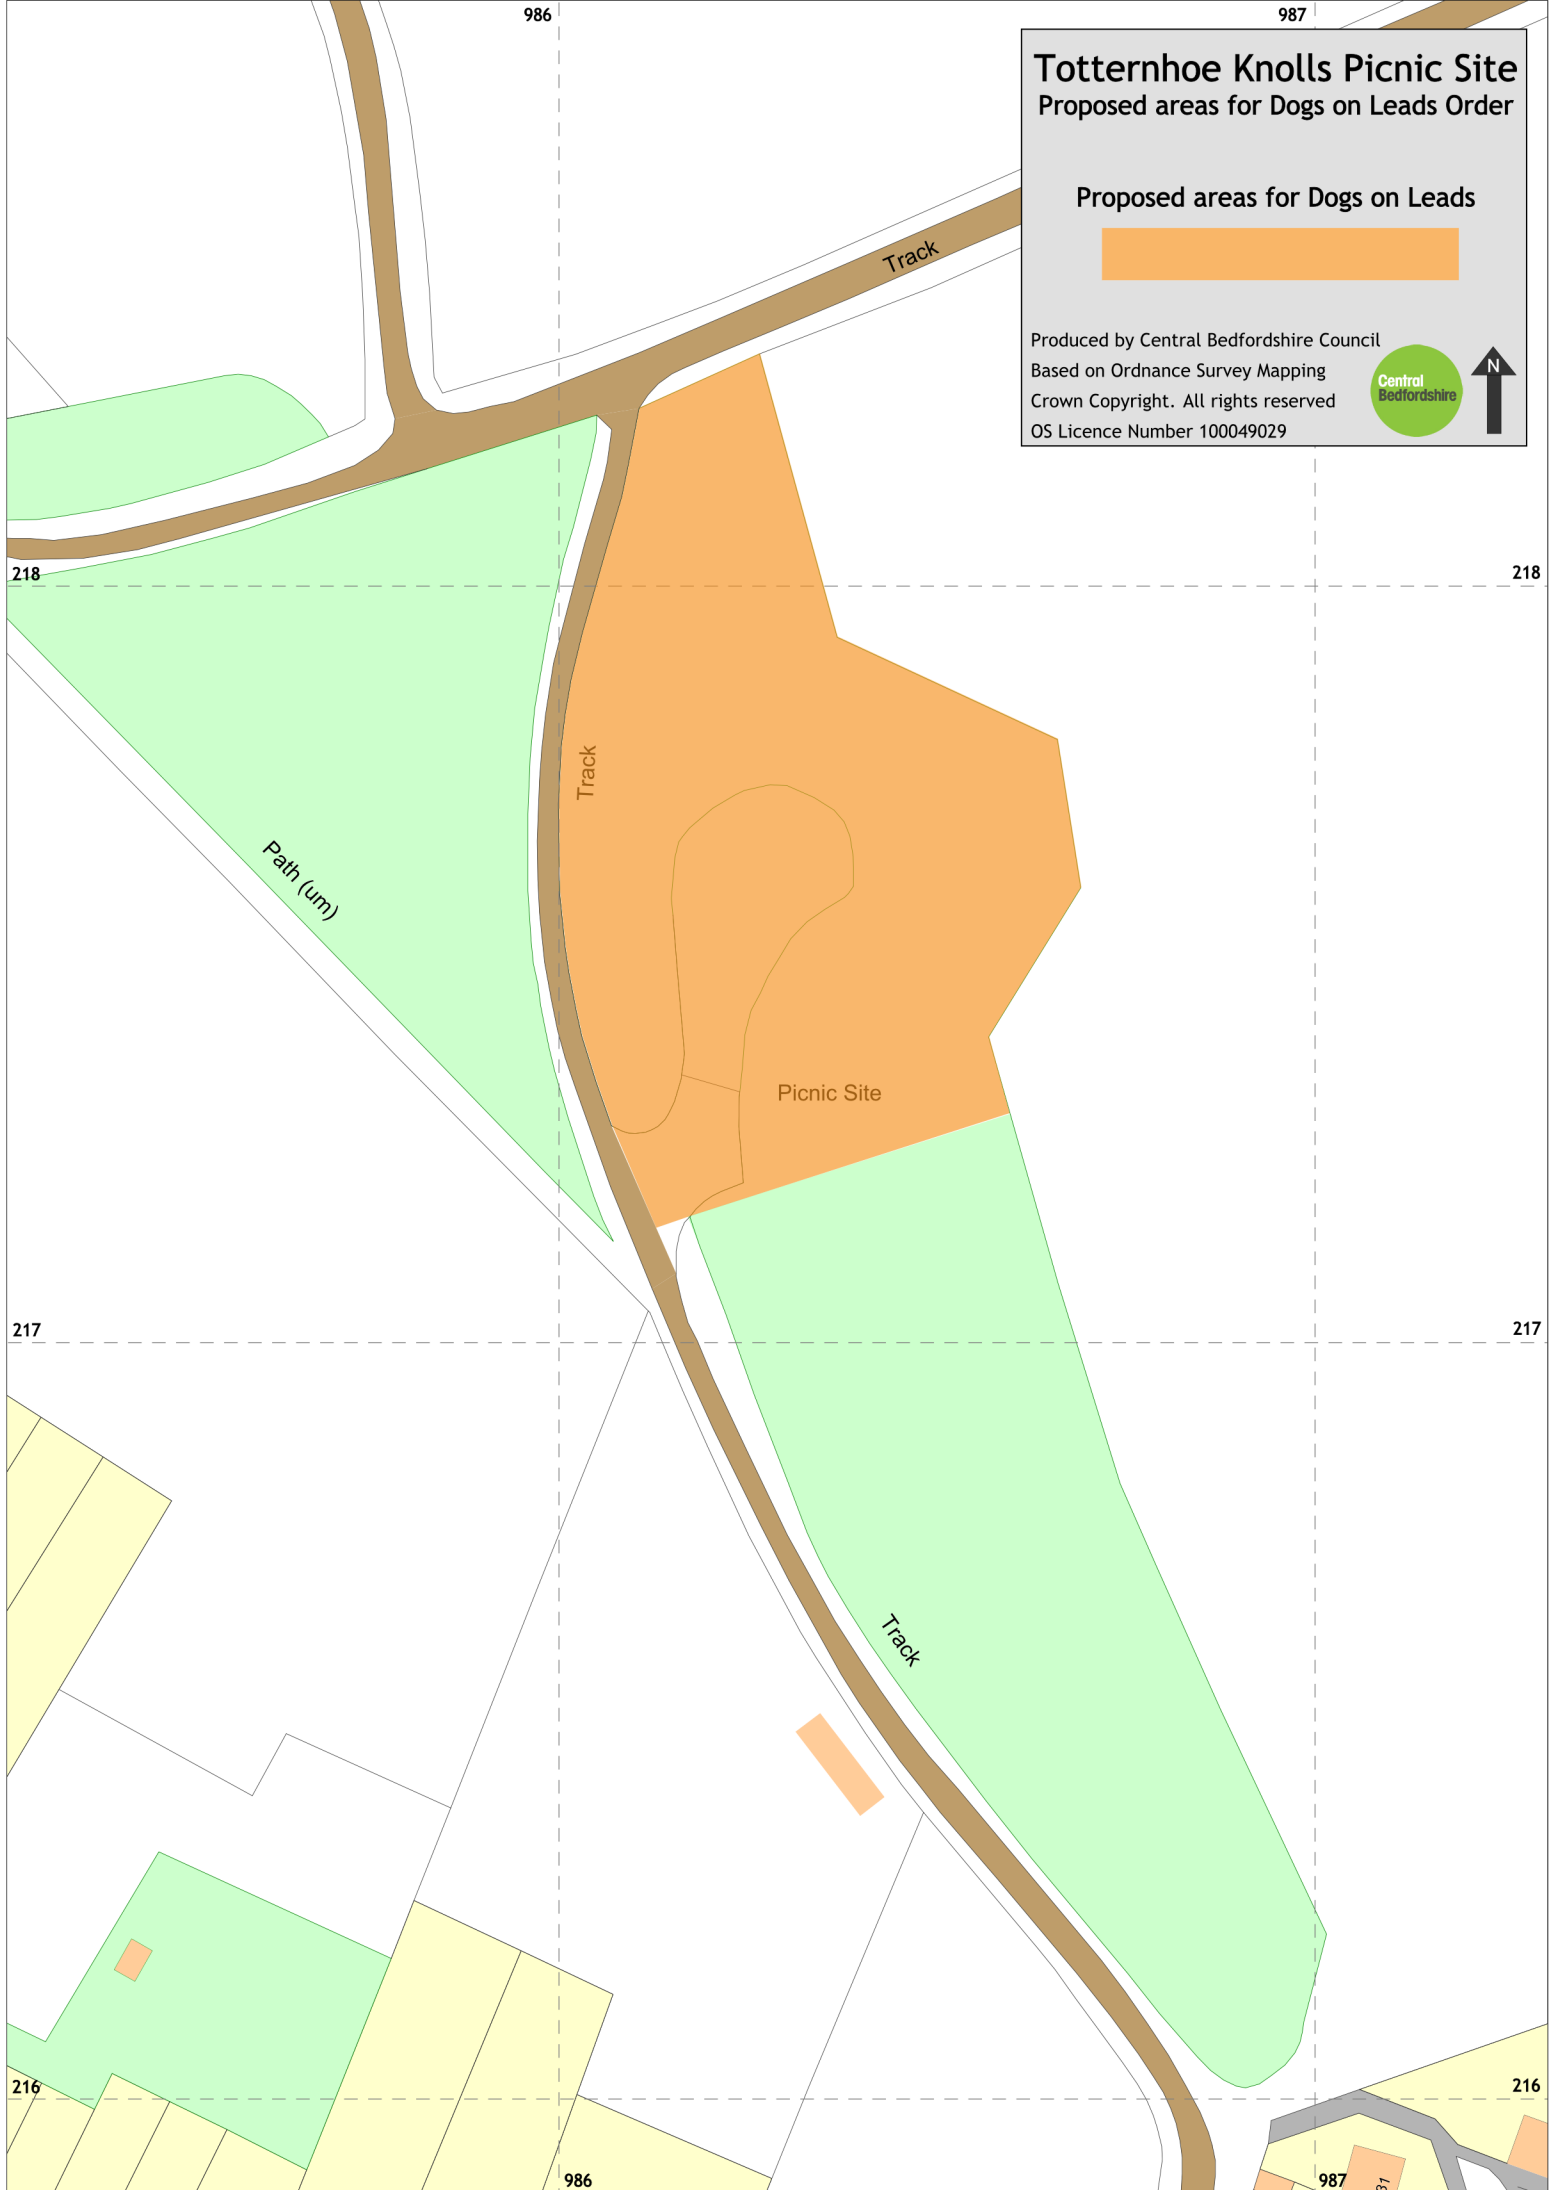 986
987
Totternhoe Knolls Picnic Site
Proposed areas for Dogs on Leads Order
Proposed areas for Dogs on Leads
Produced by Central Bedfordshire Council
Based on Ordnance Survey Mapping
Crown Copyright. All rights reserved
OS Licence Number 100049029
Central
Bedfordshire
N
Track
218
218
Track
Path (um)
Picnic Site
217
217
Track
216
216
986
987